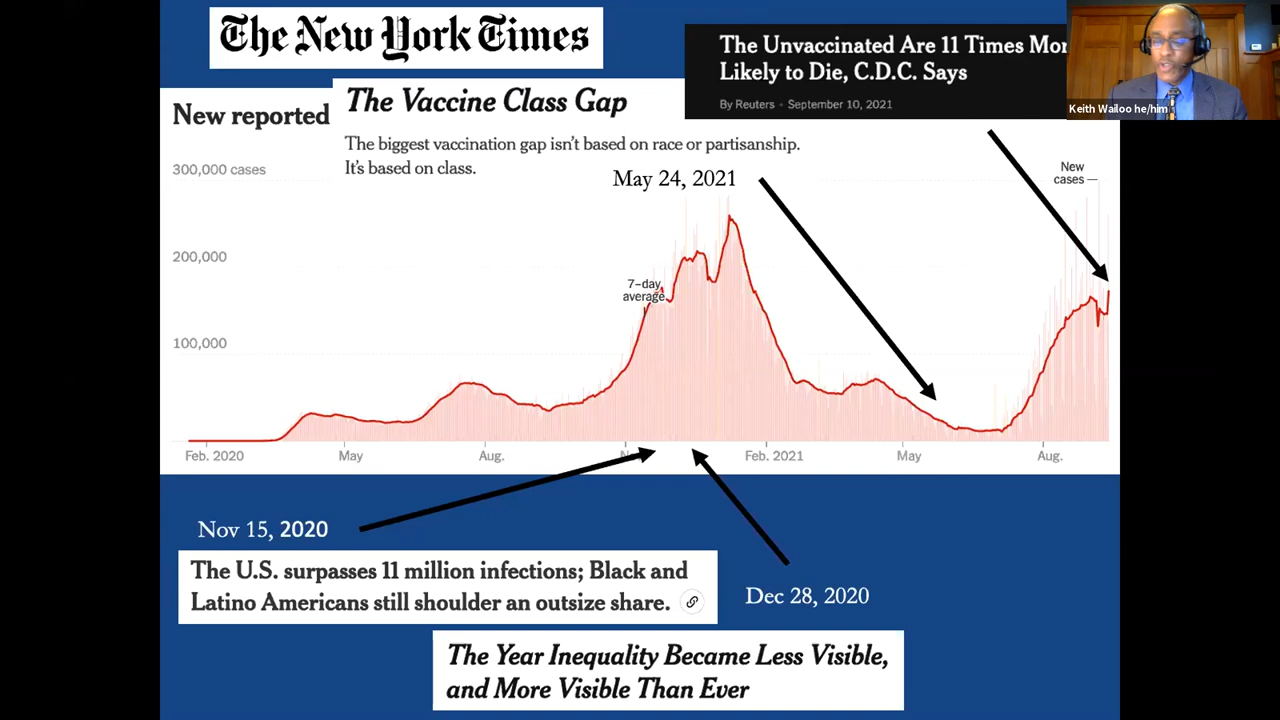 The New York Times
The Unvaccinated Are 11 Times Mor
Likely to Die, C.D.C. Says
By Reuters • September 10, 2021
Keith Wailoo he/him
New reported
The Vaccine Class Gap
The biggest vaccination gap isn't based on race or partisanship.
It's based on class.
300,000 cases
May 24, 2021
New
cases
200,000
7–day
average
100,000
Feb. 2020
May
Aug.
Feb. 2021
May
Aug.
Nov 15, 2020
The U.S. surpasses 11 million infections; Black and
Latino Americans still shoulder an outsize share.
Dec 28, 2020
The Year Inequality Became Less Visible,
and More Visible Than Ever